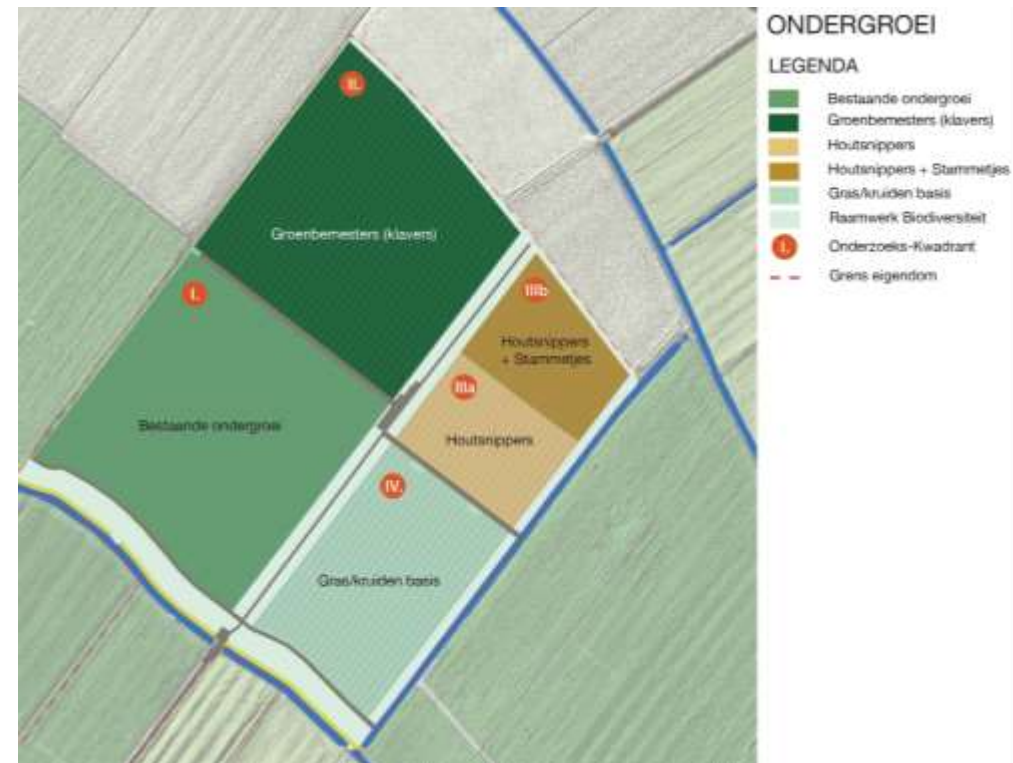 ONDERGROEI
LEGENDA
Bestaande ondergroei
Groenbemesters (klavers)
Houtsnippers
Houtsnippers + Stammetjes
Gras/kruiden basis
Raamwerk Biodiversiteit
I. Onderzoeks-Kwadrant
Grens eigendom
II.
Groenbemesters (klavers)
I.
IIIb
Houtsnippers
+ Stammetjes
IIIa
Houtsnippers
Bestaande ondergroei
IV.
Gras/kruiden basis